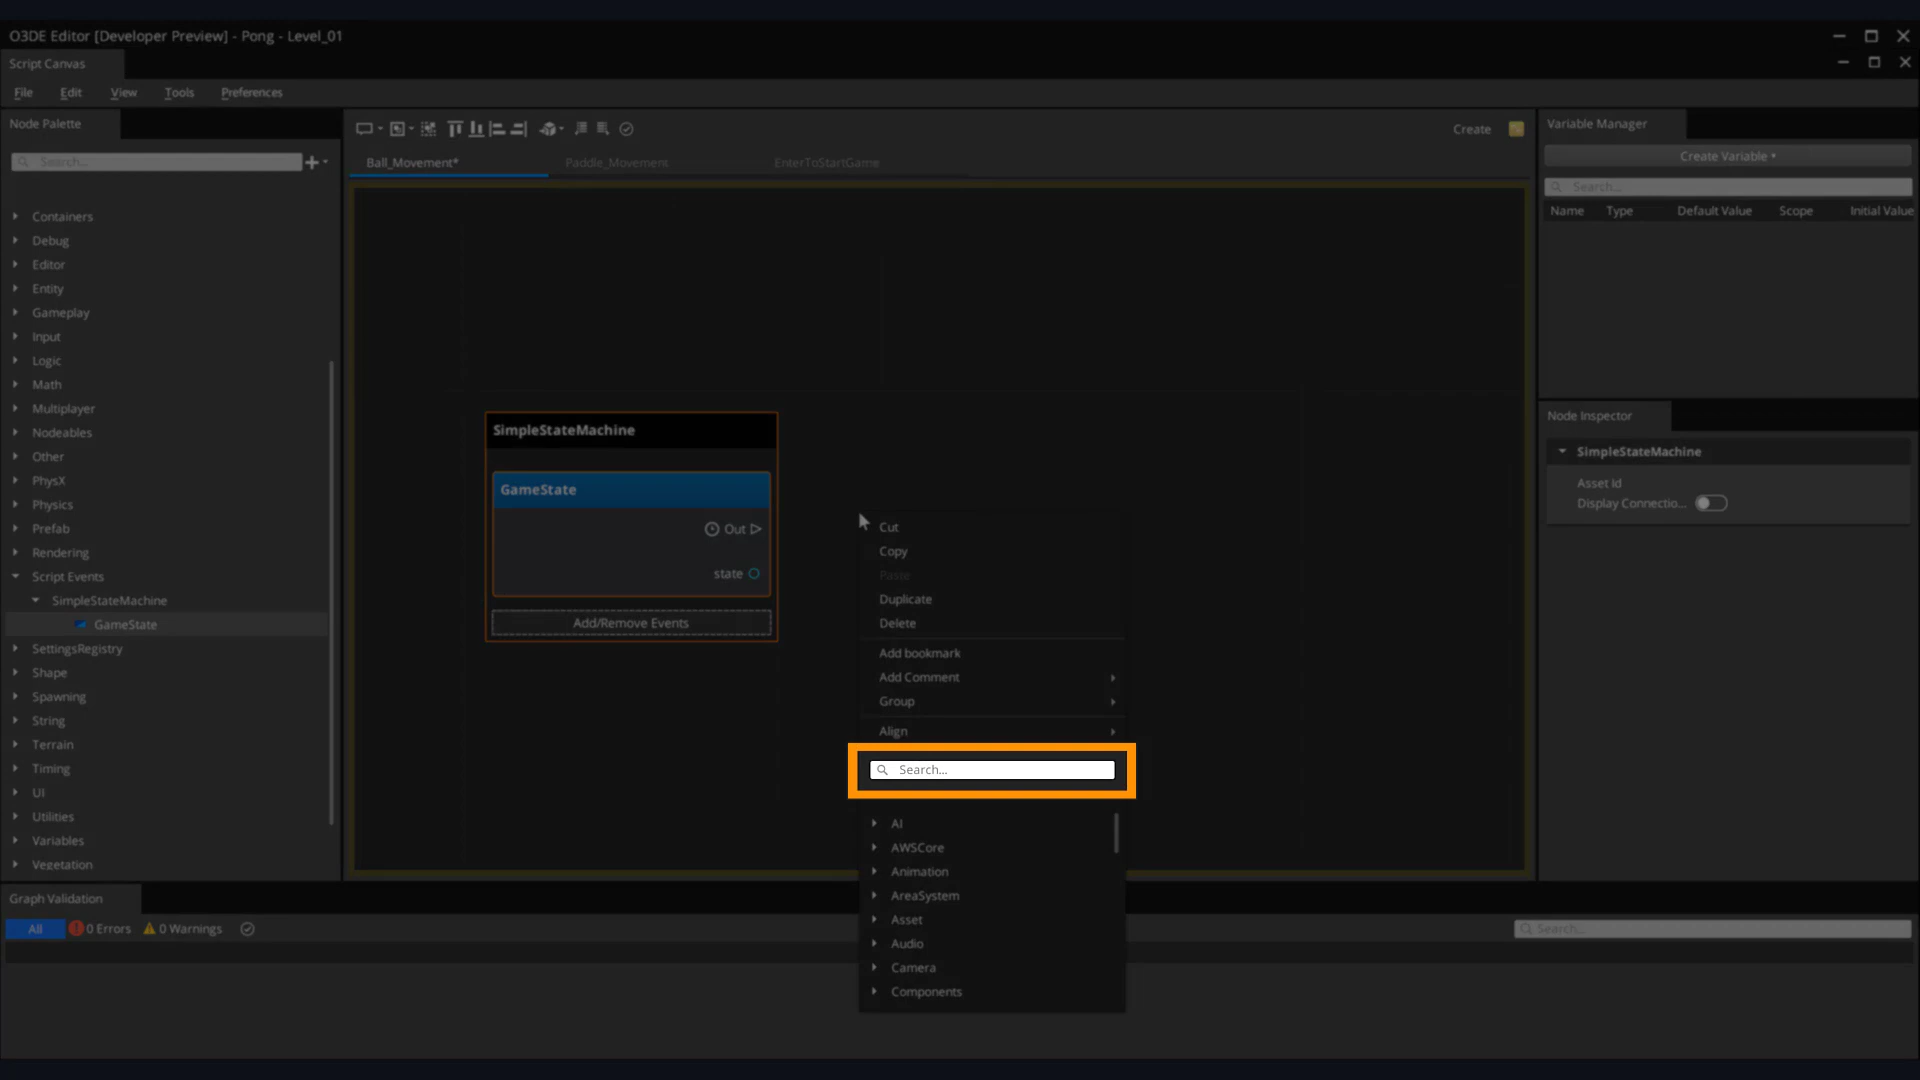 O3DE Editor [Developer Preview] - Pong - Level_01
Script Canvas
File Edit View Tools Preferences
Node Palette
Search...
Containers
Debug
Editor
Entity
Gameplay
Input
Logic
Math
Multiplayer
Nodeables
Other
PhysX
Physics
Prefab
Rendering
Script Events
SimpleStateMachine
GameState
SettingsRegistry
Shape
Spawning
String
Terrain
Timing
UI
Utilities
Variables
Vegetation
Create
Ball_Movement* Paddle_Movement EnterToStartGame
SimpleStateMachine
GameState
Out
state
Add/Remove Events
Cut
Copy
Paste
Duplicate
Delete
Add bookmark
Add Comment
Group
Align
Search...
AI
AWSCore
Animation
AreaSystem
Asset
Audio
Camera
Components
Variable Manager
Create Variable
Search...
Name Type Default Value Scope Initial Value
Node Inspector
SimpleStateMachine
Asset Id
Display Connectio...
Graph Validation
All 0 Errors 0 Warnings
Search...